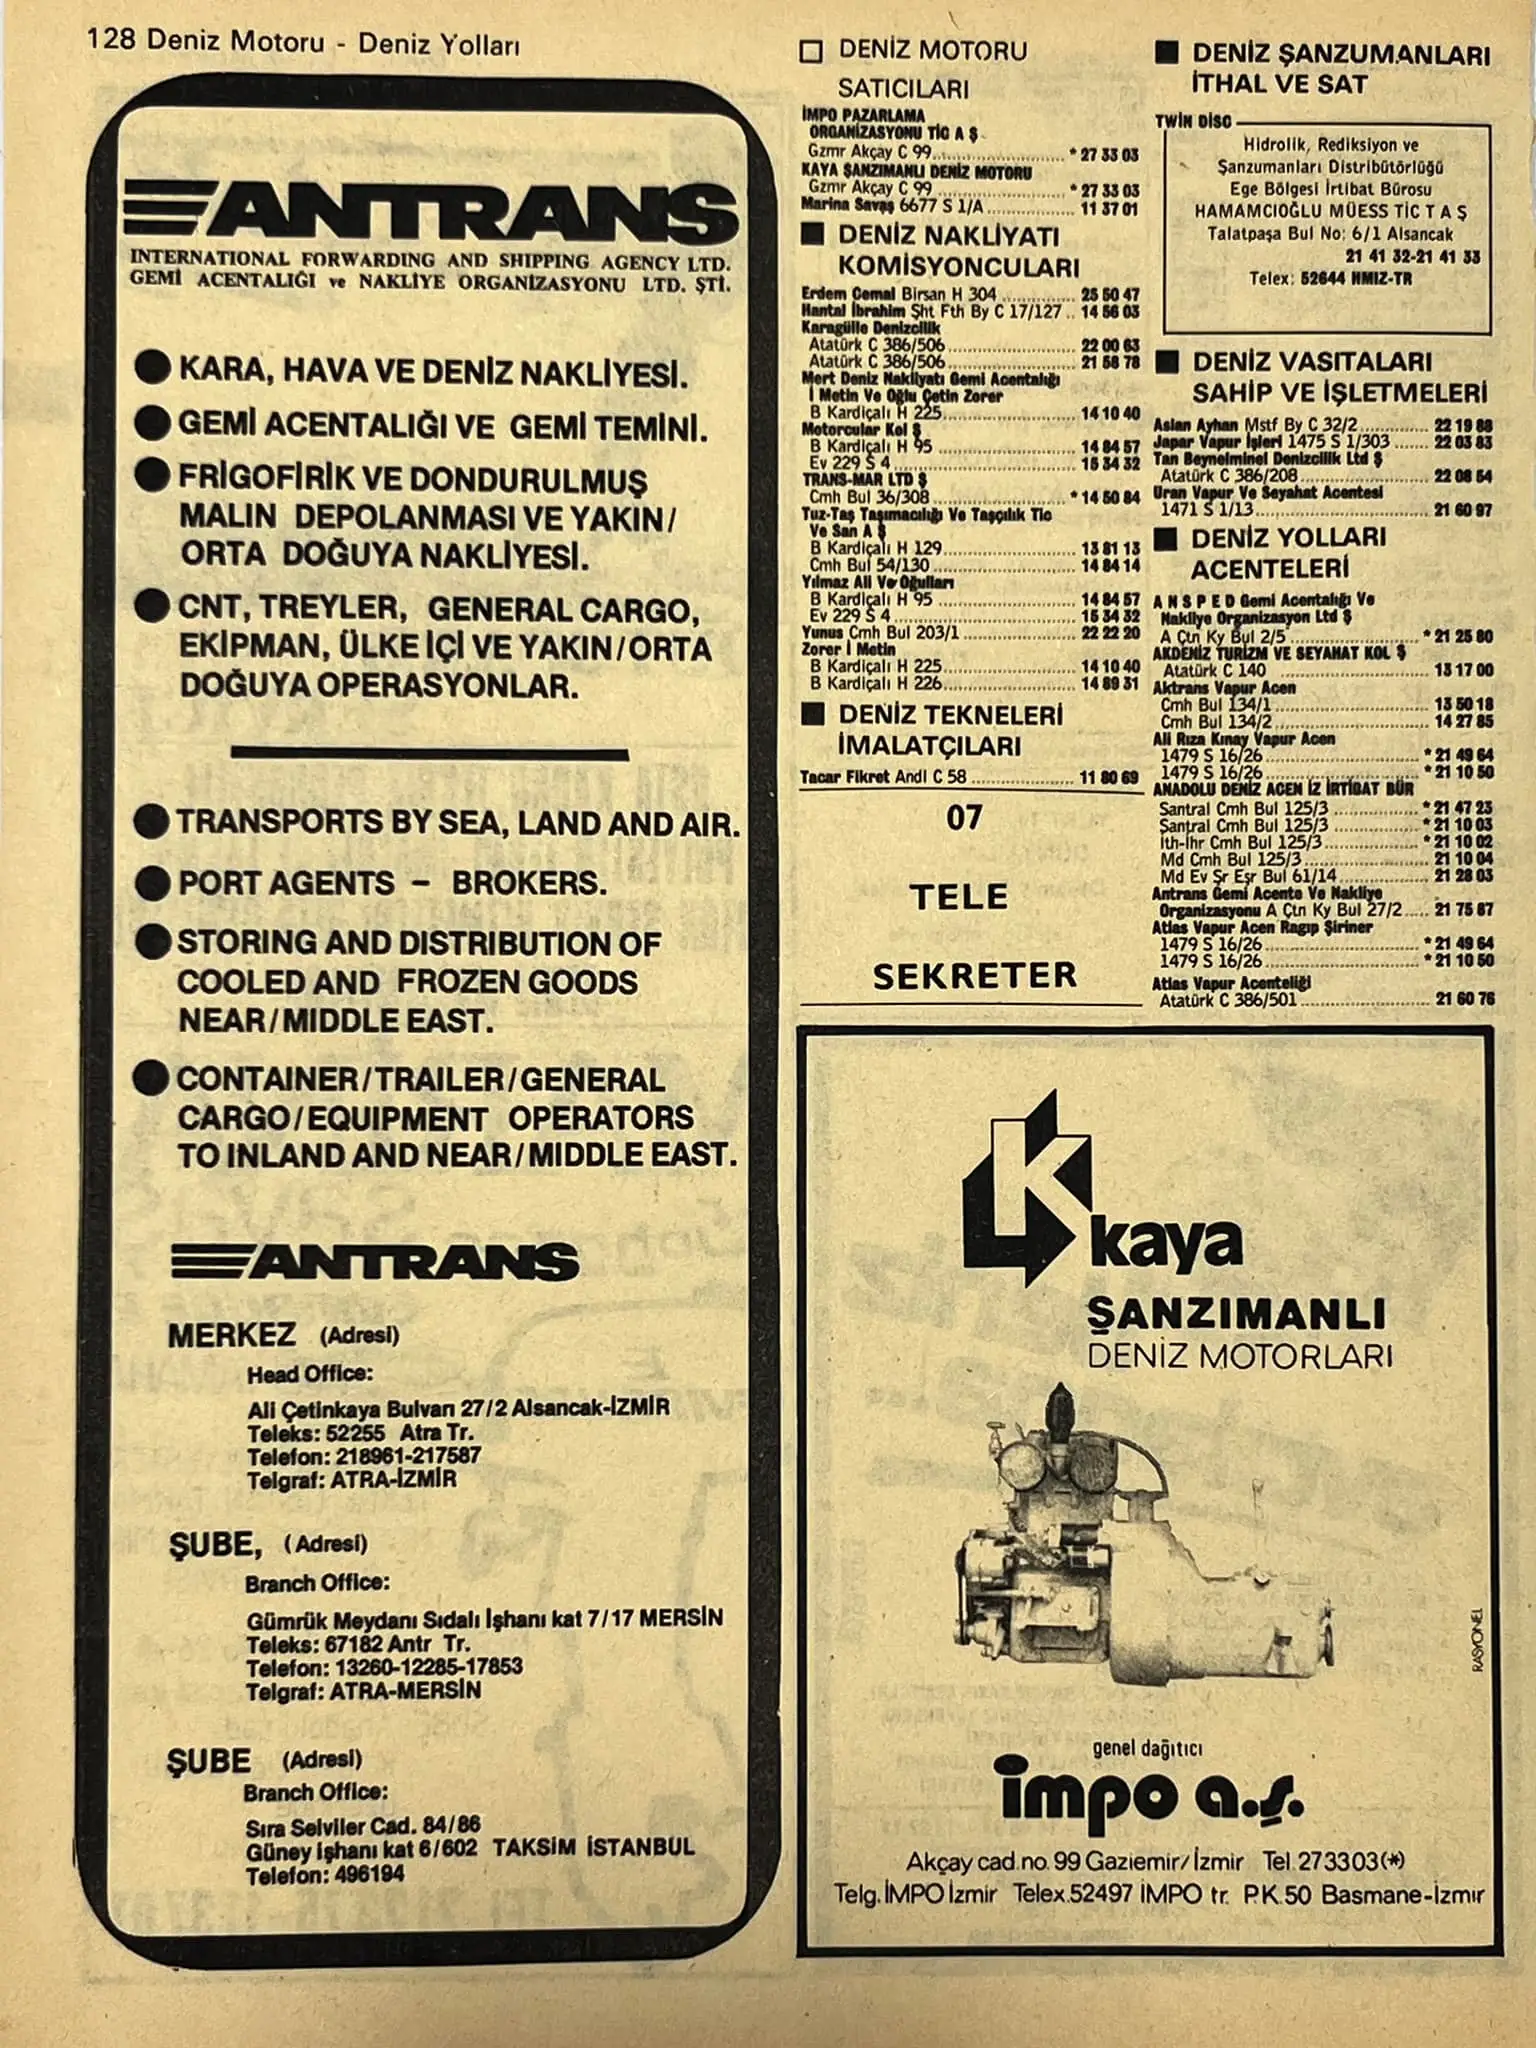 128 Deniz Motoru - Deniz Yolları
ANTRANS
INTERNATIONAL FORWARDING AND SHIPPING AGENCY LTD.
GEMİ ACENTALIĞI ve NAKLİYE ORGANİZASYONU LTD. ŞTİ.
● KARA, HAVA VE DENİZ NAKLİYESİ.
● GEMİ ACENTALIĞI VE GEMİ TEMİNİ.
● FRİGOFİRİK VE DONDURULMUŞ
MALIN DEPOLANMASI VE YAKIN/
ORTA DOĞUYA NAKLİYESİ.
● CNT, TREYLER, GENERAL CARGO,
EKİPMAN, ÜLKE İÇİ VE YAKIN/ORTA
DOĞUYA OPERASYONLAR.
● TRANSPORTS BY SEA, LAND AND AIR.
● PORT AGENTS - BROKERS.
● STORING AND DISTRIBUTION OF
COOLED AND FROZEN GOODS
NEAR/MIDDLE EAST.
● CONTAINER/TRAILER/GENERAL
CARGO/EQUIPMENT OPERATORS
TO INLAND AND NEAR/MIDDLE EAST.
ANTRANS
MERKEZ (Adresi)
Head Office:
Ali Çetinkaya Bulvarı 27/2 Alsancak-İZMİR
Teleks: 52255 Atra Tr.
Telefon: 218961-217587
Telgraf: ATRA-İZMİR
ŞUBE, (Adresi)
Branch Office:
Gümrük Meydanı Sıdalı İşhanı kat 7/17 MERSİN
Teleks: 67182 Antr Tr.
Telefon: 13260-12285-17853
Telgraf: ATRA-MERSİN
ŞUBE (Adresi)
Branch Office:
Sıra Selviler Cad. 84/86
Güney İşhanı kat 6/602 TAKSİM İSTANBUL
Telefon: 496194
□ DENİZ MOTORU
SATICILARI
İMPO PAZARLAMA
ORGANİZASYONU TİC A Ş
Gzmr Akçay C 99 * 27 33 03
KAYA ŞANZIMANLI DENİZ MOTORU
Gzmr Akçay C 99 * 27 33 03
Marina Savaş 6677 S 1/A 11 37 01
■ DENİZ NAKLİYATI
KOMİSYONCULARI
Erdem Cemal Birsan H 304 25 50 47
Hantal İbrahim Şht Fth By C 17/127 14 56 03
Karagülle Denizcilik
Atatürk C 386/506 22 00 63
Atatürk C 386/506 21 58 78
Mert Deniz Nakliyatı Gemi Acentalığı
İ Metin Ve Oğlu Çetin Zorer
B Kardiçalı H 225 14 10 40
Motorcular Kol Ş
B Kardiçalı H 95 14 84 57
Ev 229 S 4 15 34 32
TRANS-MAR LTD Ş
Cmh Bul 36/308 * 14 50 84
Tuz-Taş Taşımacılığı Ve Taşçılık Tic
Ve San A Ş
B Kardiçalı H 129 13 81 13
Cmh Bul 54/130 14 84 14
Yılmaz Ali Ve Oğulları
B Kardiçalı H 95 14 84 57
Ev 229 S 4 15 34 32
Yunus Cmh Bul 203/1 22 22 20
Zorer İ Metin
B Kardiçalı H 225 14 10 40
B Kardiçalı H 226 14 89 31
■ DENİZ TEKNELERİ
İMALATÇILARI
Tacar Fikret Andl C 58 11 80 69
07
TELE
SEKRETER
■ DENİZ ŞANZUMANLARI
İTHAL VE SAT
TWİN DİSC
Hidrolik, Rediksiyon ve
Şanzumanları Distribütörlüğü
Ege Bölgesi İrtibat Bürosu
HAMAMCIOĞLU MÜESS TİC T A Ş
Talatpaşa Bul No: 6/1 Alsancak
21 41 32-21 41 33
Telex: 52644 HMIZ-TR
■ DENİZ VASITALARI
SAHİP VE İŞLETMELERİ
Aslan Ayhan Mstf By C 32/2 22 19 88
Japar Vapur İşleri 1475 S 1/303 22 03 83
Tan Beynelminel Denizcilik Ltd Ş
Atatürk C 386/208 22 08 54
Uran Vapur Ve Seyahat Acentesi
1471 S 1/13 21 60 97
■ DENİZ YOLLARI
ACENTELERİ
A N S P E D Gemi Acentalığı Ve
Nakliye Organizasyon Ltd Ş
A Çtn Ky Bul 2/5 * 21 25 80
AKDENİZ TURİZM VE SEYAHAT KOL Ş
Atatürk C 140 13 17 00
Aktrans Vapur Acen
Cmh Bul 134/1 13 50 18
Cmh Bul 134/2 14 27 85
Ali Rıza Kınay Vapur Acen
1479 S 16/26 * 21 49 64
1479 S 16/26 * 21 10 50
ANADOLU DENİZ ACEN İZ İRTİBAT BÜR
Santral Cmh Bul 125/3 * 21 47 23
Santral Cmh Bul 125/3 * 21 10 03
İth-İhr Cmh Bul 125/3 * 21 10 02
Md Cmh Bul 125/3 21 10 04
Md Ev Şr Eşr Bul 61/14 21 28 03
Antrans Gemi Acente Ve Nakliye
Organizasyonu A Çtn Ky Bul 27/2 21 75 87
Atlas Vapur Acen Ragıp Şiriner
1479 S 16/26 * 21 49 64
1479 S 16/26 * 21 10 50
Atlas Vapur Acenteliği
Atatürk C 386/501 21 60 76
k kaya
ŞANZIMANLI
DENİZ MOTORLARI
RASYONEL
genel dağıtıcı
impo a.ş.
Akçay cad. no. 99 Gaziemir/İzmir Tel. 273303(*)
Telg. İMPO İzmir Telex. 52497 İMPO tr. P.K. 50 Basmane-İzmir